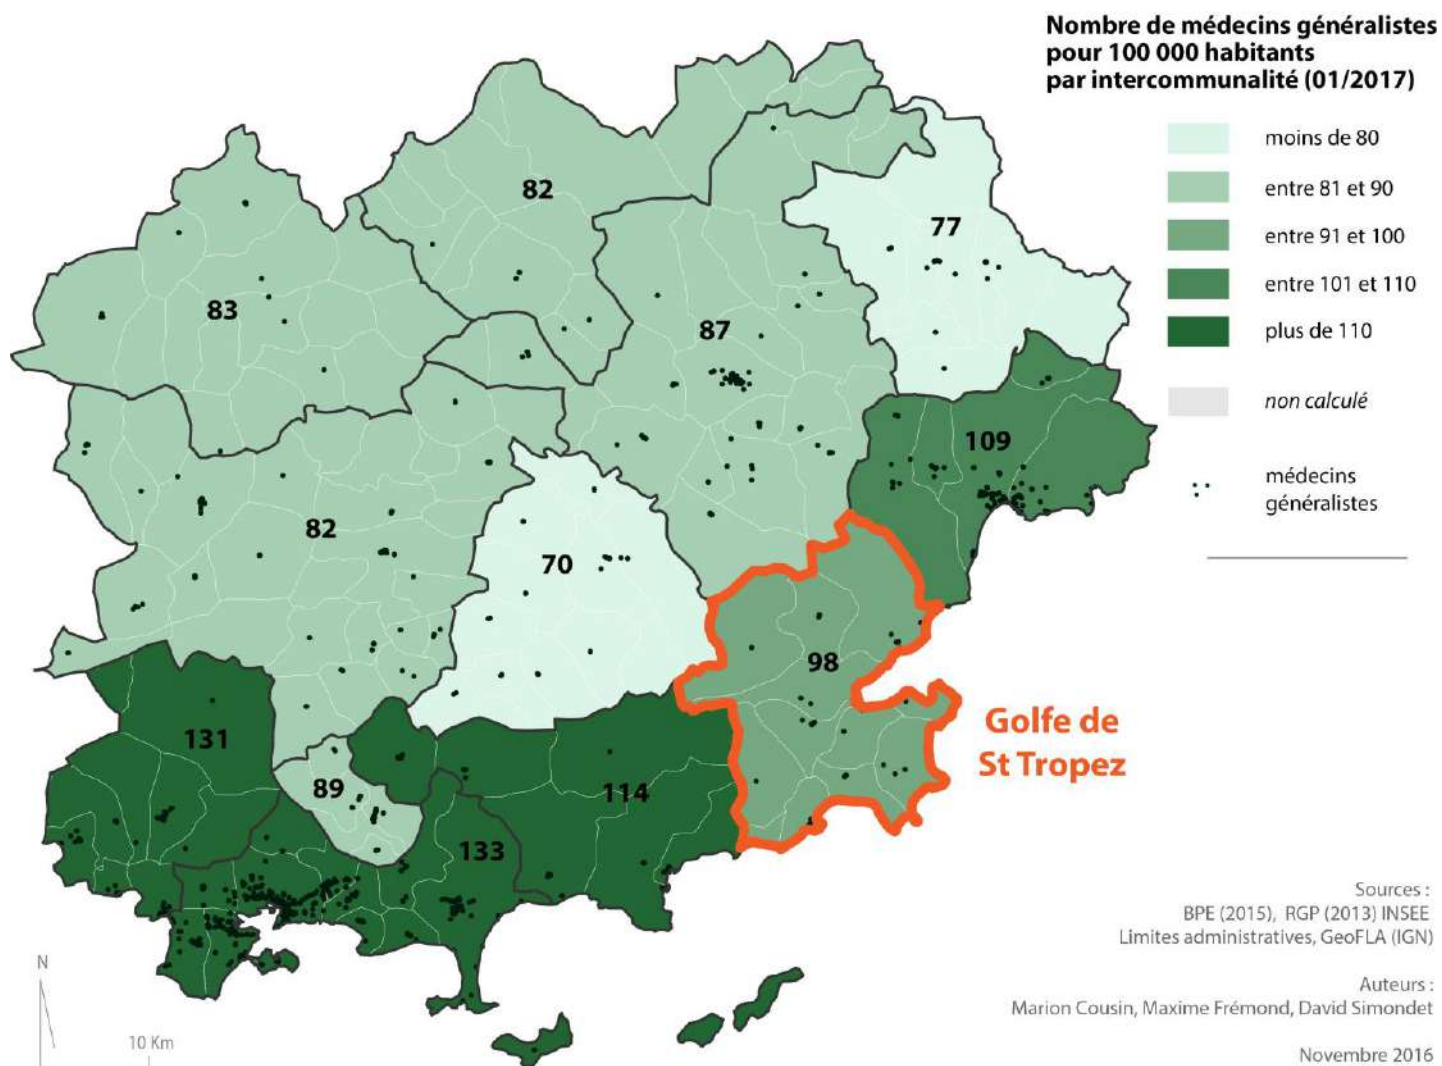 Nombre de médecins généralistes
pour 100 000 habitants
par intercommunalité (01/2017)
moins de 80
entre 81 et 90
entre 91 et 100
entre 101 et 110
plus de 110
non calculé
médecins
généralistes
82
77
83
87
109
82
70
98
131
89
114
133
Golfe de
St Tropez
N
10 Km
Sources :
BPE (2015), RGP (2013) INSEE
Limites administratives, GeoFLA (IGN)
Auteurs :
Marion Cousin, Maxime Frémond, David Simondet
Novembre 2016